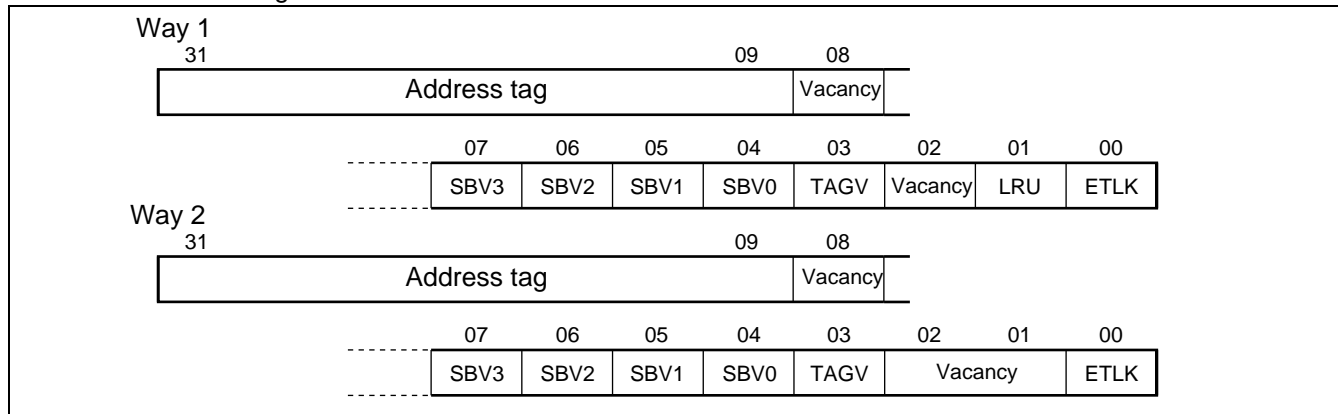 Way 1
31 09 08
Address tag Vacancy
07 06 05 04 03 02 01 00
SBV3 SBV2 SBV1 SBV0 TAGV Vacancy LRU ETLK
Way 2
31 09 08
Address tag Vacancy
07 06 05 04 03 02 01 00
SBV3 SBV2 SBV1 SBV0 TAGV Vacancy ETLK